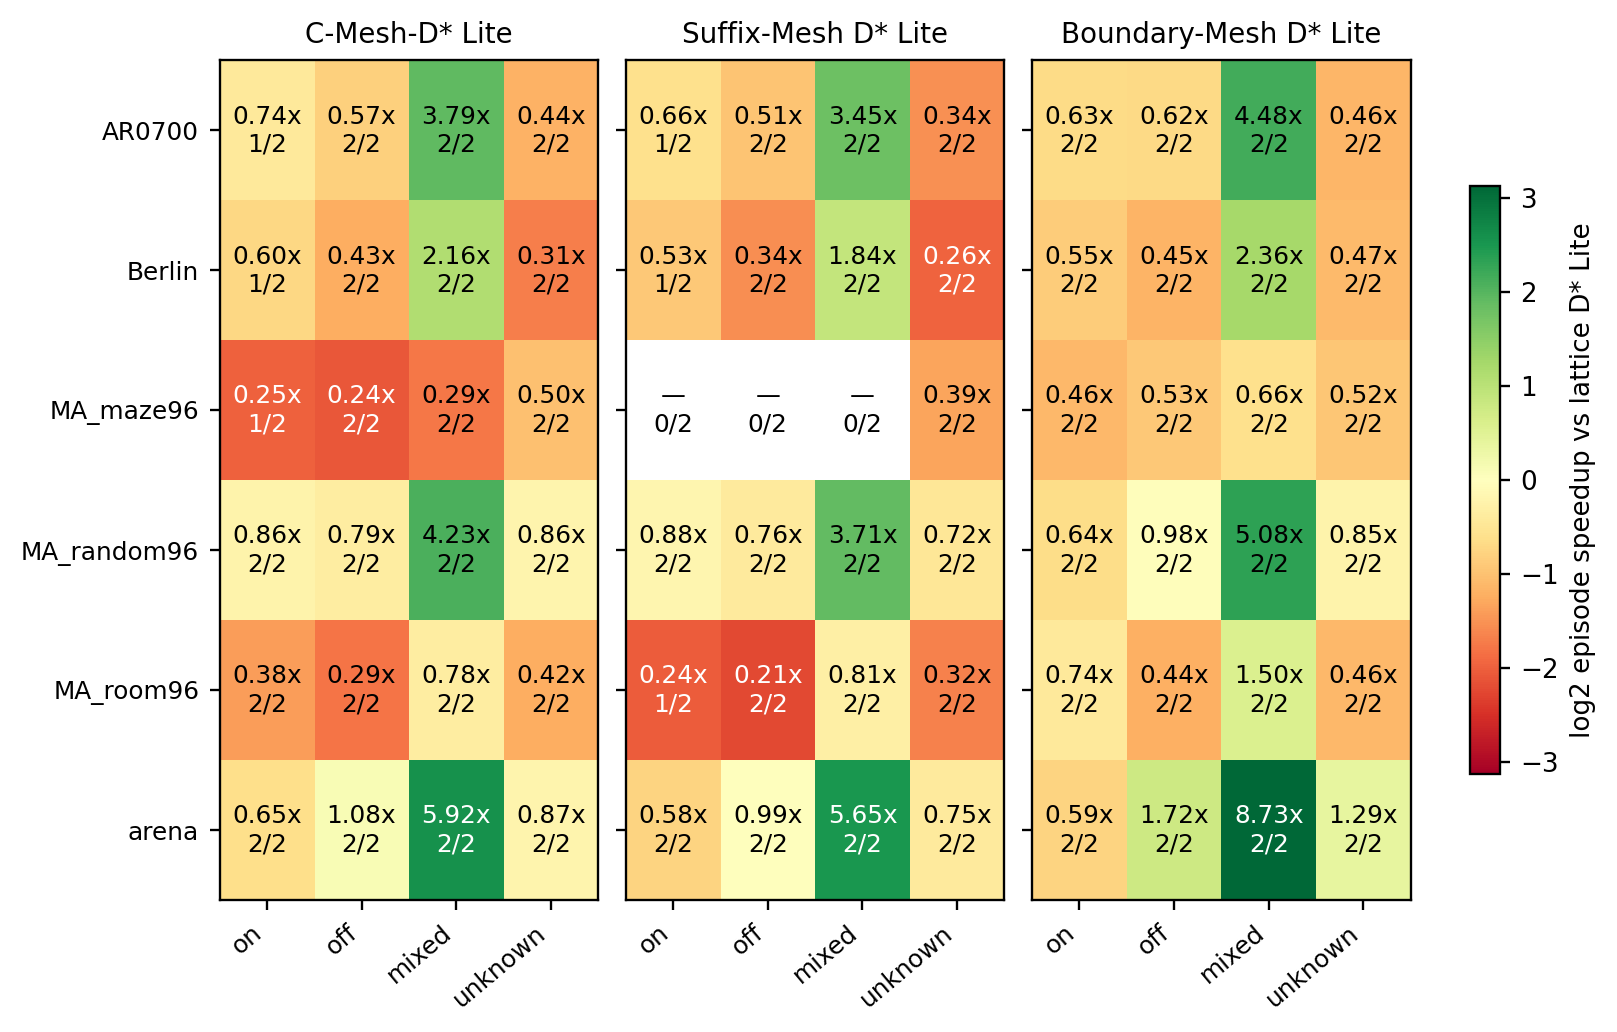 C-Mesh-D* Lite
Suffix-Mesh D* Lite
Boundary-Mesh D* Lite
AR0700
0.74x 0.57x 3.79x 0.44x
1/2 2/2 2/2 2/2
0.66x 0.51x 3.45x 0.34x
1/2 2/2 2/2 2/2
0.63x 0.62x 4.48x 0.46x
2/2 2/2 2/2 2/2
Berlin
0.60x 0.43x 2.16x 0.31x
1/2 2/2 2/2 2/2
0.53x 0.34x 1.84x 0.26x
1/2 2/2 2/2 2/2
0.55x 0.45x 2.36x 0.47x
2/2 2/2 2/2 2/2
MA_maze96
0.25x 0.24x 0.29x 0.50x
1/2 2/2 2/2 2/2
— — — 0.39x
0/2 0/2 0/2 2/2
0.46x 0.53x 0.66x 0.52x
2/2 2/2 2/2 2/2
MA_random96
0.86x 0.79x 4.23x 0.86x
2/2 2/2 2/2 2/2
0.88x 0.76x 3.71x 0.72x
2/2 2/2 2/2 2/2
0.64x 0.98x 5.08x 0.85x
2/2 2/2 2/2 2/2
MA_room96
0.38x 0.29x 0.78x 0.42x
2/2 2/2 2/2 2/2
0.24x 0.21x 0.81x 0.32x
1/2 2/2 2/2 2/2
0.74x 0.44x 1.50x 0.46x
2/2 2/2 2/2 2/2
arena
0.65x 1.08x 5.92x 0.87x
2/2 2/2 2/2 2/2
0.58x 0.99x 5.65x 0.75x
2/2 2/2 2/2 2/2
0.59x 1.72x 8.73x 1.29x
2/2 2/2 2/2 2/2
on off mixed unknown
on off mixed unknown
on off mixed unknown
3
2
1
0
−1
−2
−3
log2 episode speedup vs lattice D* Lite